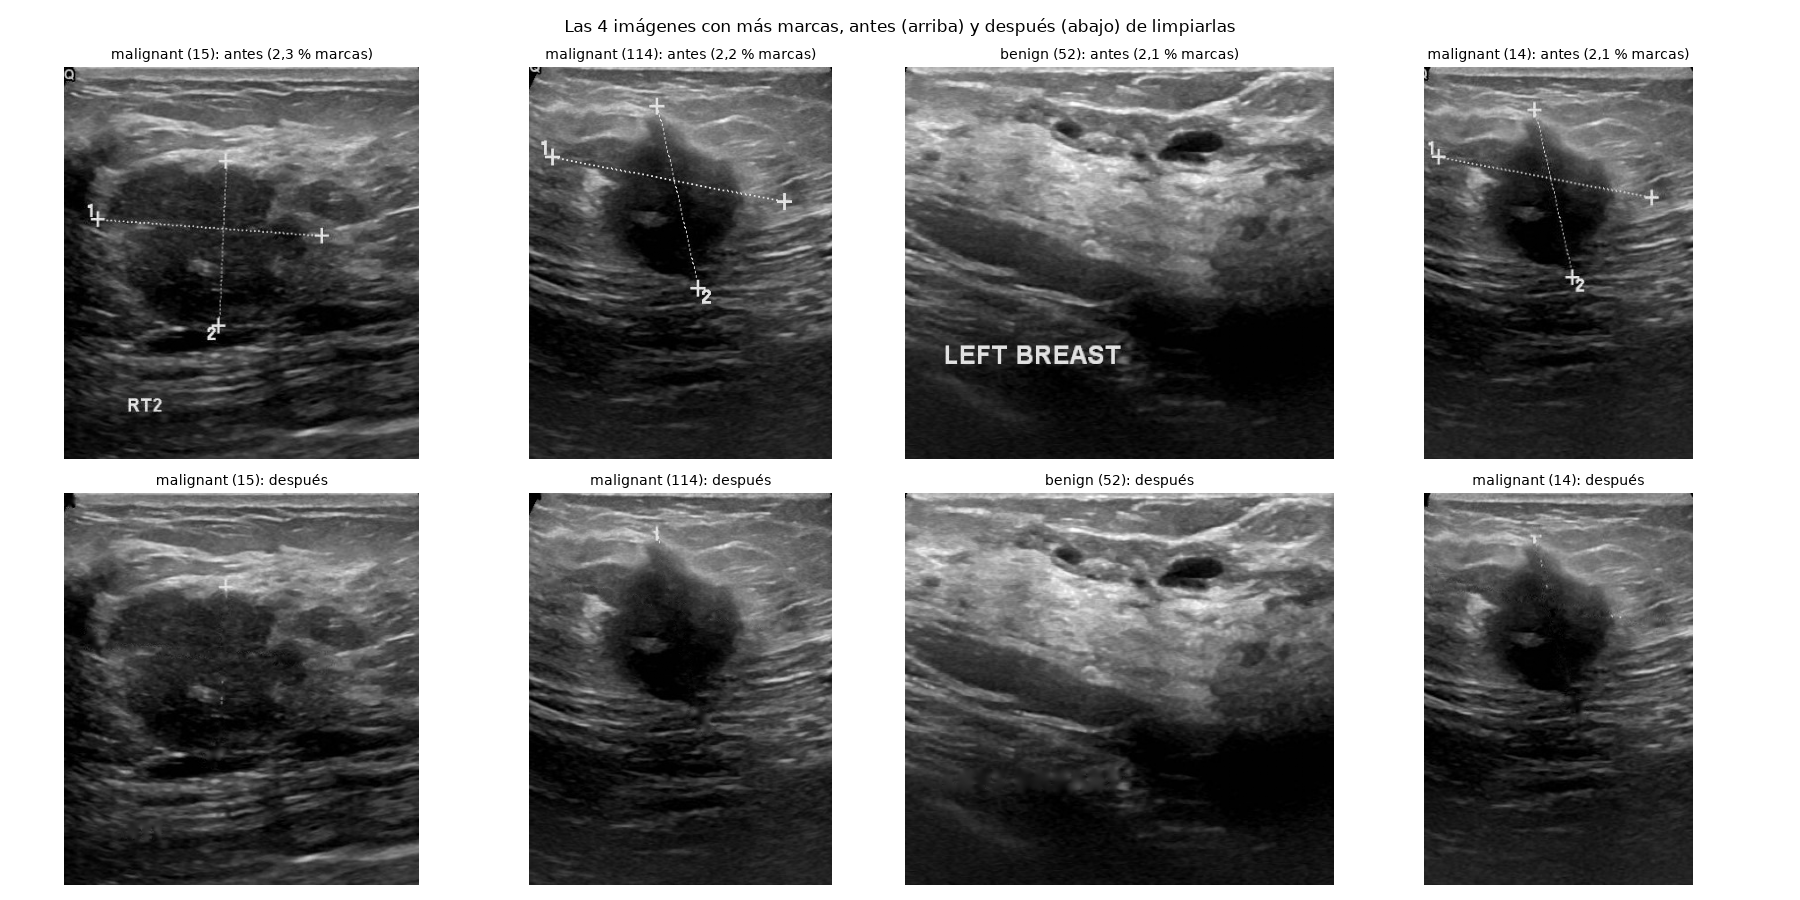 Las 4 imágenes con más marcas, antes (arriba) y después (abajo) de limpiarlas
malignant (15): antes (2,3 % marcas)
malignant (114): antes (2,2 % marcas)
benign (52): antes (2,1 % marcas)
malignant (14): antes (2,1 % marcas)
1
2
RT2
1
2
LEFT BREAST
1
2
malignant (15): después
malignant (114): después
benign (52): después
malignant (14): después